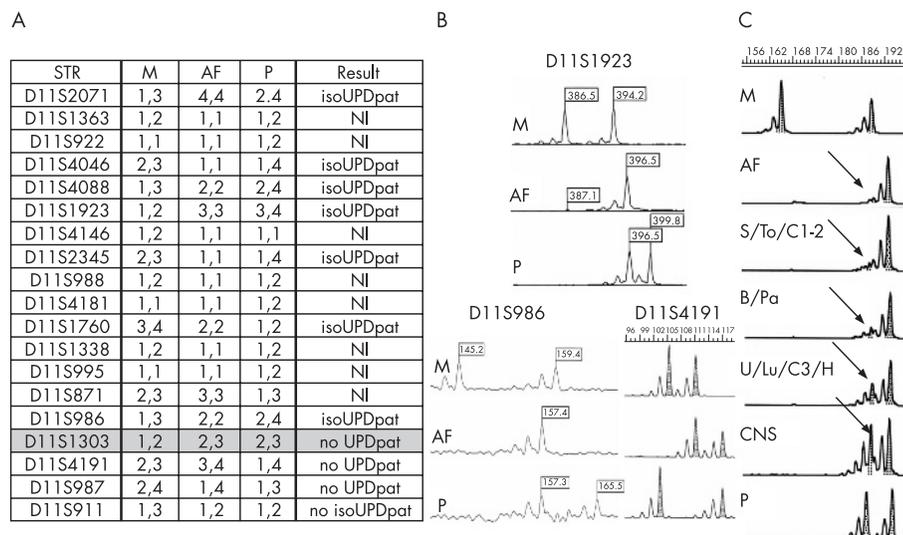 A
STR M AF P Result
D11S2071 1,3 4,4 2.4 isoUPDpat
D11S1363 1,2 1,1 1,2 NI
D11S922 1,1 1,1 1,2 NI
D11S4046 2,3 1,1 1,4 isoUPDpat
D11S4088 1,3 2,2 2,4 isoUPDpat
D11S1923 1,2 3,3 3,4 isoUPDpat
D11S4146 1,2 1,1 1,1 NI
D11S2345 2,3 1,1 1,4 isoUPDpat
D11S988 1,2 1,1 1,2 NI
D11S4181 1,1 1,1 1,2 NI
D11S1760 3,4 2,2 1,2 isoUPDpat
D11S1338 1,2 1,1 1,2 NI
D11S995 1,1 1,1 1,2 NI
D11S871 2,3 3,3 1,3 NI
D11S986 1,3 2,2 2,4 isoUPDpat
D11S1303 1,2 2,3 2,3 no UPDpat
D11S4191 2,3 3,4 1,4 no UPDpat
D11S987 2,4 1,4 1,3 no UPDpat
D11S911 1,3 1,2 1,2 no isoUPDpat
B
D11S1923
386.5 394.2
M
396.5
AF 387.1
399.8
396.5
P
D11S986 D11S4191
96 99 102 105 108 111 114 117
145.2 159.4
M
157.4
AF
157.3 165.5
P
C
156 162 168 174 180 186 192
M
AF
S/To/C1-2
B/Pa
U/Lu/C3/H
CNS
P